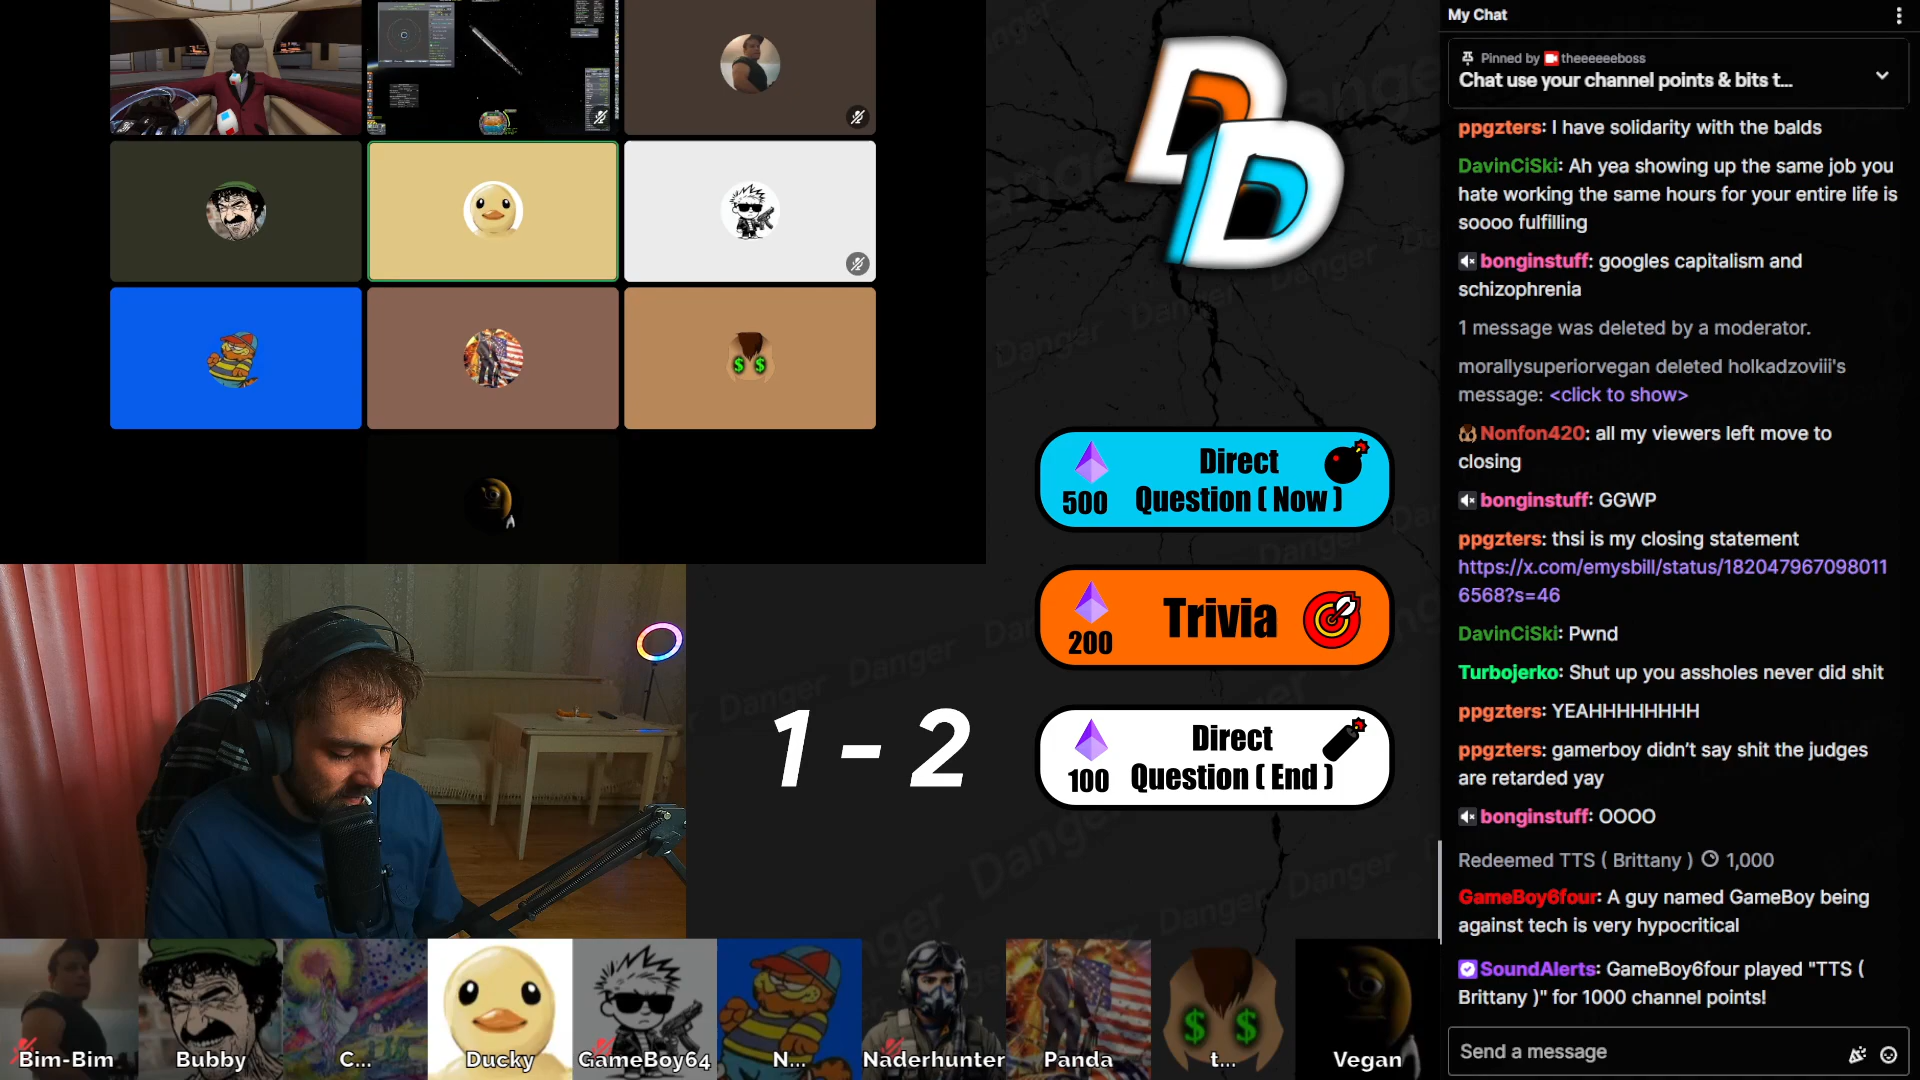 DD
Direct
Question ( Now )
500
Trivia
200
Direct
Question ( End )
100
1 - 2
Danger
Bim-Bim
Bubby
C...
Ducky
GameBoy64
N...
Naderhunter
Panda
t...
Vegan
My Chat
Pinned by theeeeeeboss
Chat use your channel points & bits t...
ppgzters: I have solidarity with the balds
DavinCiSki: Ah yea showing up the same job you
hate working the same hours for your entire life is
soooo fulfilling
bonginstuff: googles capitalism and
schizophrenia
1 message was deleted by a moderator.
morallysuperiorvegan deleted holkadzoviii's
message: <click to show>
Nonfon420: all my viewers left move to
closing
bonginstuff: GGWP
ppgzters: thsi is my closing statement
https://x.com/emysbill/status/182047967098011
6568?s=46
DavinCiSki: Pwnd
Turbojerko: Shut up you assholes never did shit
ppgzters: YEAHHHHHHHH
ppgzters: gamerboy didn't say shit the judges
are retarded yay
bonginstuff: OOOO
Redeemed TTS ( Brittany ) 1,000
GameBoy6four: A guy named GameBoy being
against tech is very hypocritical
SoundAlerts: GameBoy6four played "TTS (
Brittany )" for 1000 channel points!
Send a message